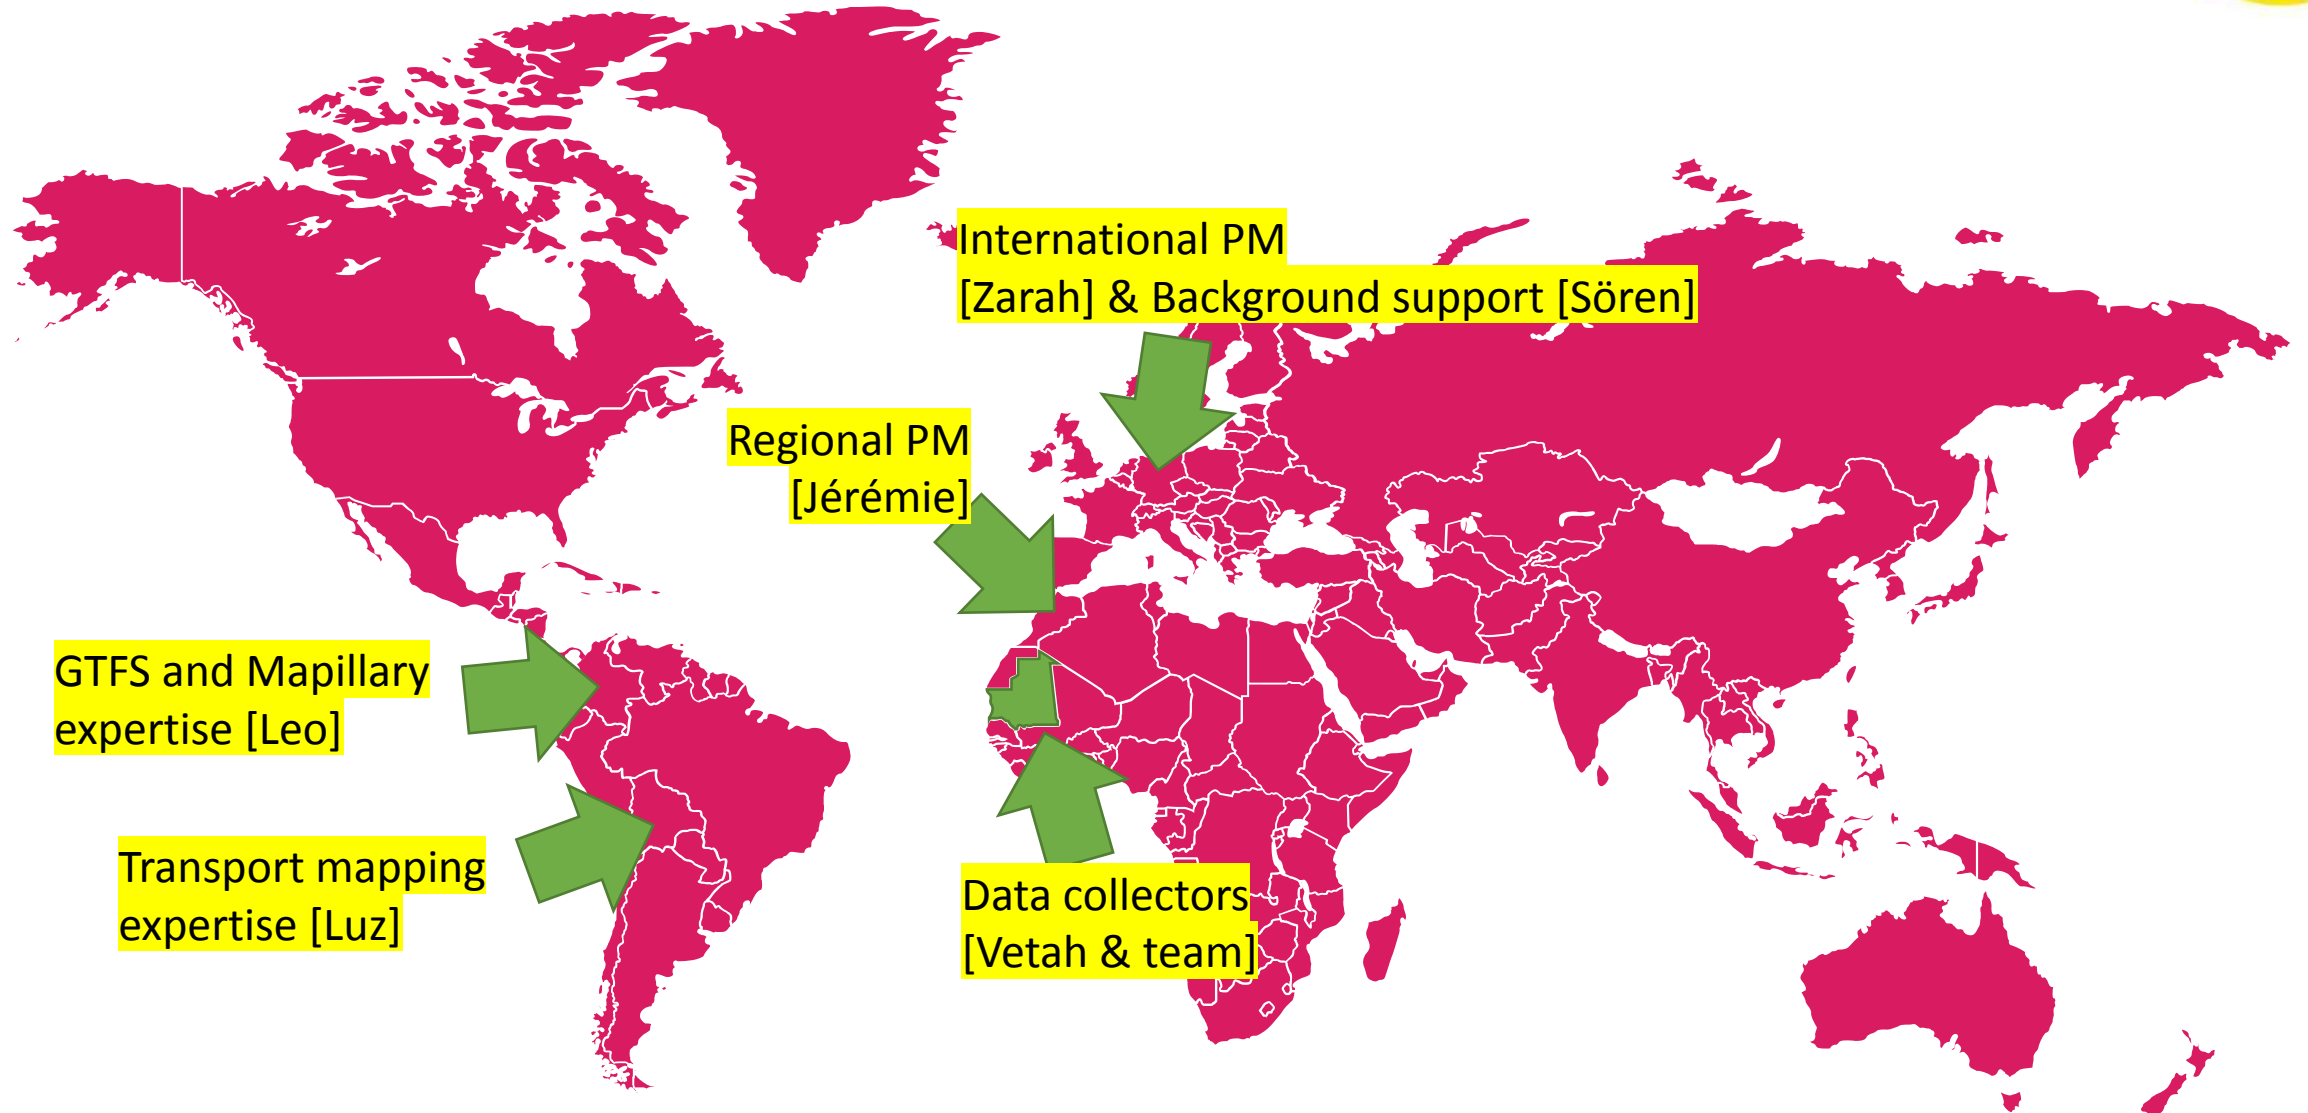 International PM
[Zarah] & Background support [Sören]
Regional PM
[Jérémie]
GTFS and Mapillary
expertise [Leo]
Transport mapping
expertise [Luz]
Data collectors
[Vetah & team]